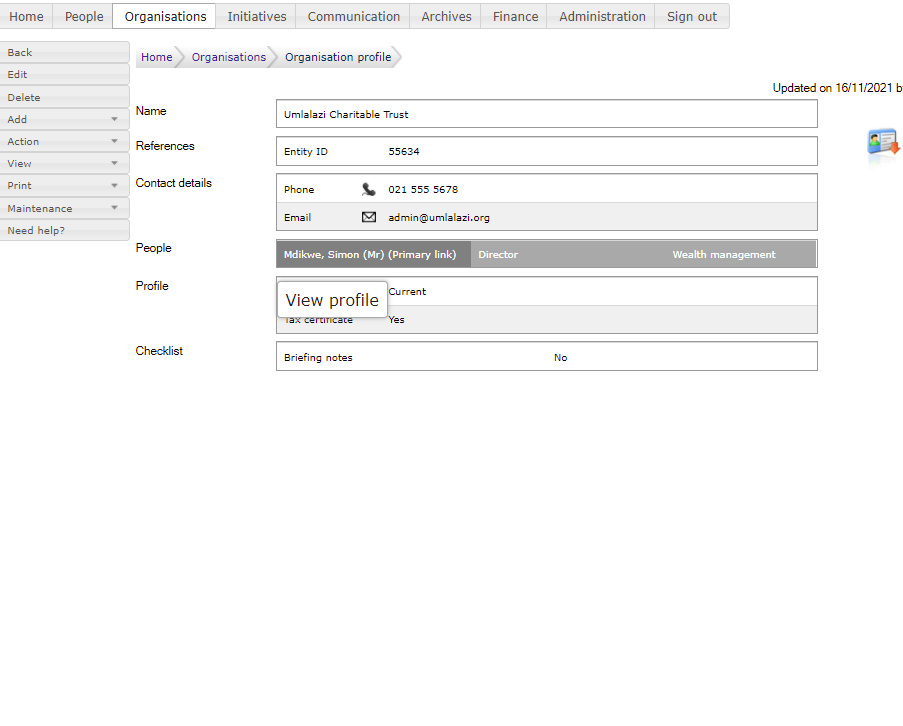 Home People Organisations Initiatives Communication Archives Finance Administration Sign out
Back
Edit
Delete
Add
Action
View
Print
Maintenance
Need help?
Home Organisations Organisation profile
Updated on 16/11/2021 b
Name Umlalazi Charitable Trust
References Entity ID 55634
Contact details Phone 021 555 5678
Email admin@umlalazi.org
People Mdikwe, Simon (Mr) (Primary link) Director Wealth management
Profile Current
View profile
Tax certificate Yes
Checklist Briefing notes No